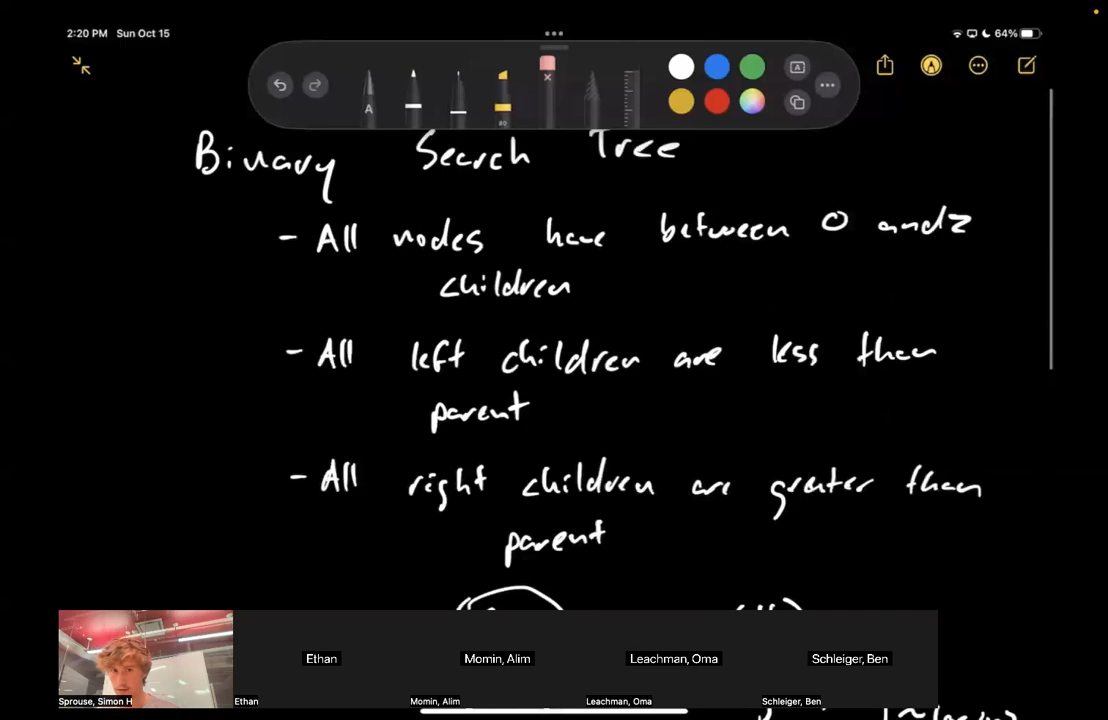 2:20 PM Sun Oct 15
64%
A
80
A
Binary Search Tree
- All nodes have between 0 and 2
children
- All left children are less than
parent
- All right children are greater than
parent
Ethan
Momin, Alim
Leachman, Oma
Schleiger, Ben
Sprouse, Simon H
Ethan
Momin, Alim
Leachman, Oma
Schleiger, Ben